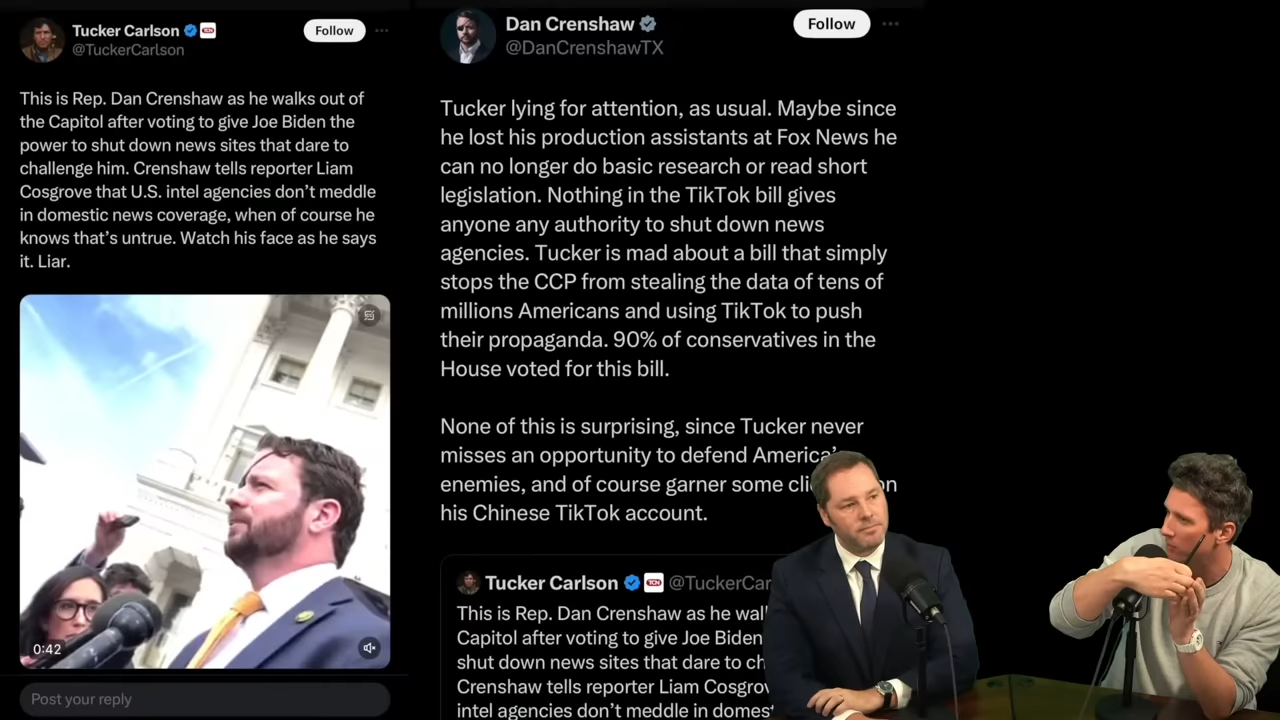 Tucker Carlson
@TuckerCarlson
Follow
This is Rep. Dan Crenshaw as he walks out of
the Capitol after voting to give Joe Biden the
power to shut down news sites that dare to
challenge him. Crenshaw tells reporter Liam
Cosgrove that U.S. intel agencies don't meddle
in domestic news coverage, when of course he
knows that's untrue. Watch his face as he says
it. Liar.
0:42
Post your reply
Dan Crenshaw
@DanCrenshawTX
Follow
Tucker lying for attention, as usual. Maybe since
he lost his production assistants at Fox News he
can no longer do basic research or read short
legislation. Nothing in the TikTok bill gives
anyone any authority to shut down news
agencies. Tucker is mad about a bill that simply
stops the CCP from stealing the data of tens of
millions Americans and using TikTok to push
their propaganda. 90% of conservatives in the
House voted for this bill.
None of this is surprising, since Tucker never
misses an opportunity to defend America's
enemies, and of course garner some on
his Chinese TikTok account.
Tucker Carlson @TuckerCar
This is Rep. Dan Crenshaw as he wal
Capitol after voting to give Joe Biden
shut down news sites that dare to ch
Crenshaw tells reporter Liam Cosgrov
intel agencies don't meddle in domest